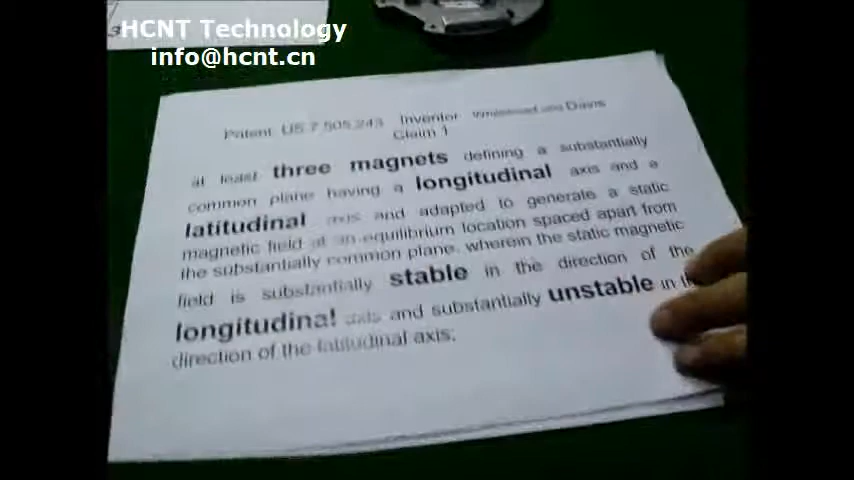 HCNT Technology
info@hcnt.cn
Patent US 7 505 243 Inventor Davis
Claim 1
at least three magnets defining a substantially
common plane having a longitudinal axis and a
latitudinal axis and adapted to generate a static
magnetic field at an equilibrium location spaced apart from
the substantially common plane, wherein the static magnetic
field is substantially stable in the direction of the
longitudinal axis and substantially unstable in
direction of the latitudinal axis;